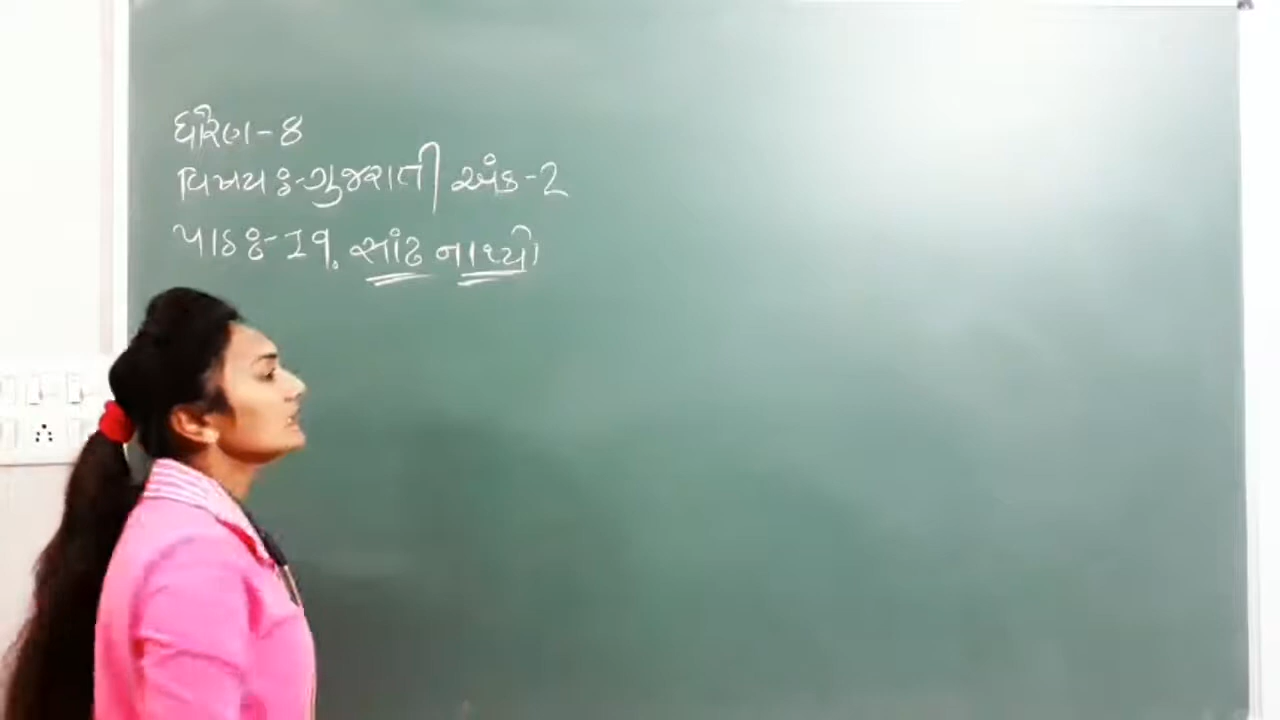 ધોરણ-8
વિષય :-ગુજરાતી અંક-2
પાઠ :- 19. સાંઢ નાથ્યો